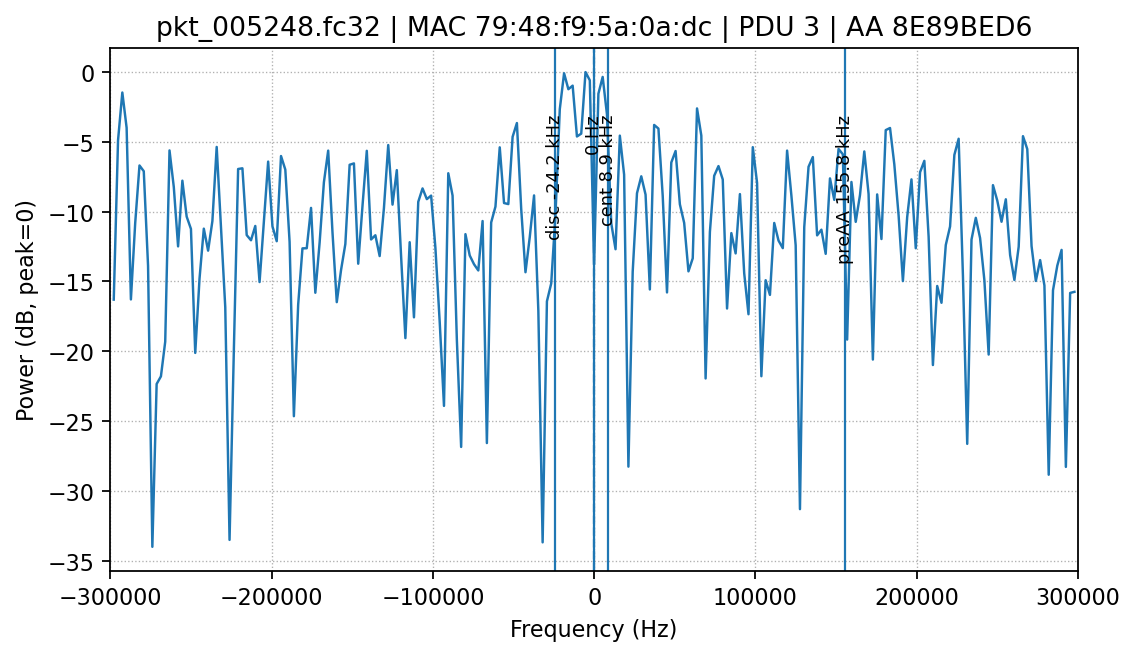 pkt_005248.fc32 | MAC 79:48:f9:5a:0a:dc | PDU 3 | AA 8E89BED6
Power (dB, peak=0)
0
−5
−10
−15
−20
−25
−30
−35
disc -24.2 kHz
0 Hz
cent 8.9 kHz
preAA 155.8 kHz
−300000
−200000
−100000
0
100000
200000
300000
Frequency (Hz)